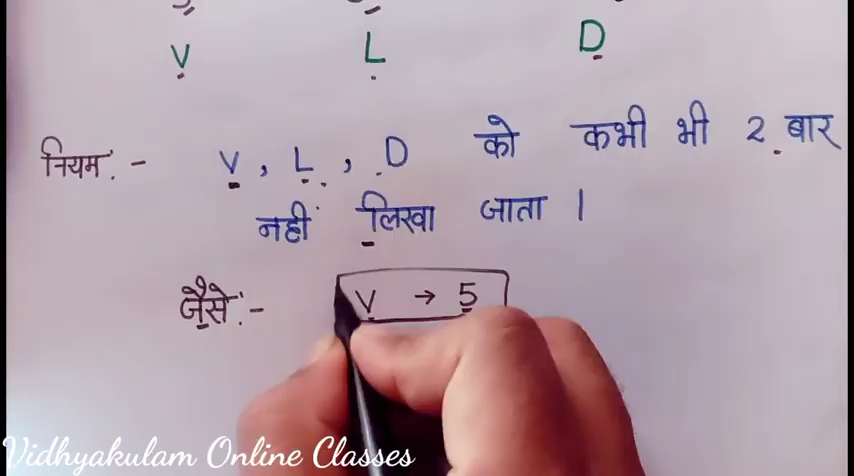 V L D
नियम :- V , L , D को कभी भी 2 बार
नहीं लिखा जाता ।
जैसे :- V → 5
Vidhyakulam Online Classes